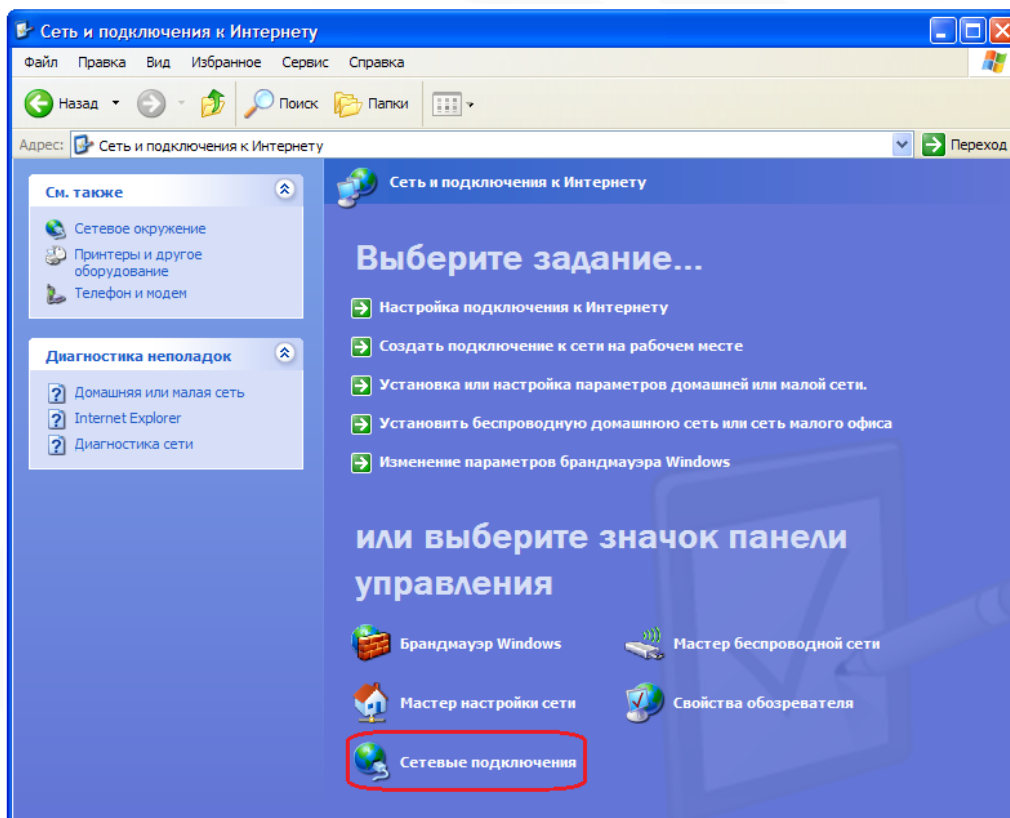 Сеть и подключения к Интернету
Файл Правка Вид Избранное Сервис Справка
Назад Поиск Папки
Адрес: Сеть и подключения к Интернету Переход
См. также
Сетевое окружение
Принтеры и другое
оборудование
Телефон и модем
Диагностика неполадок
Домашняя или малая сеть
Internet Explorer
Диагностика сети
Сеть и подключения к Интернету
Выберите задание...
Настройка подключения к Интернету
Создать подключение к сети на рабочем месте
Установка или настройка параметров домашней или малой сети.
Установить беспроводную домашнюю сеть или сеть малого офиса
Изменение параметров брандмауэра Windows
или выберите значок панели
управления
Брандмауэр Windows Мастер беспроводной сети
Мастер настройки сети Свойства обозревателя
Сетевые подключения